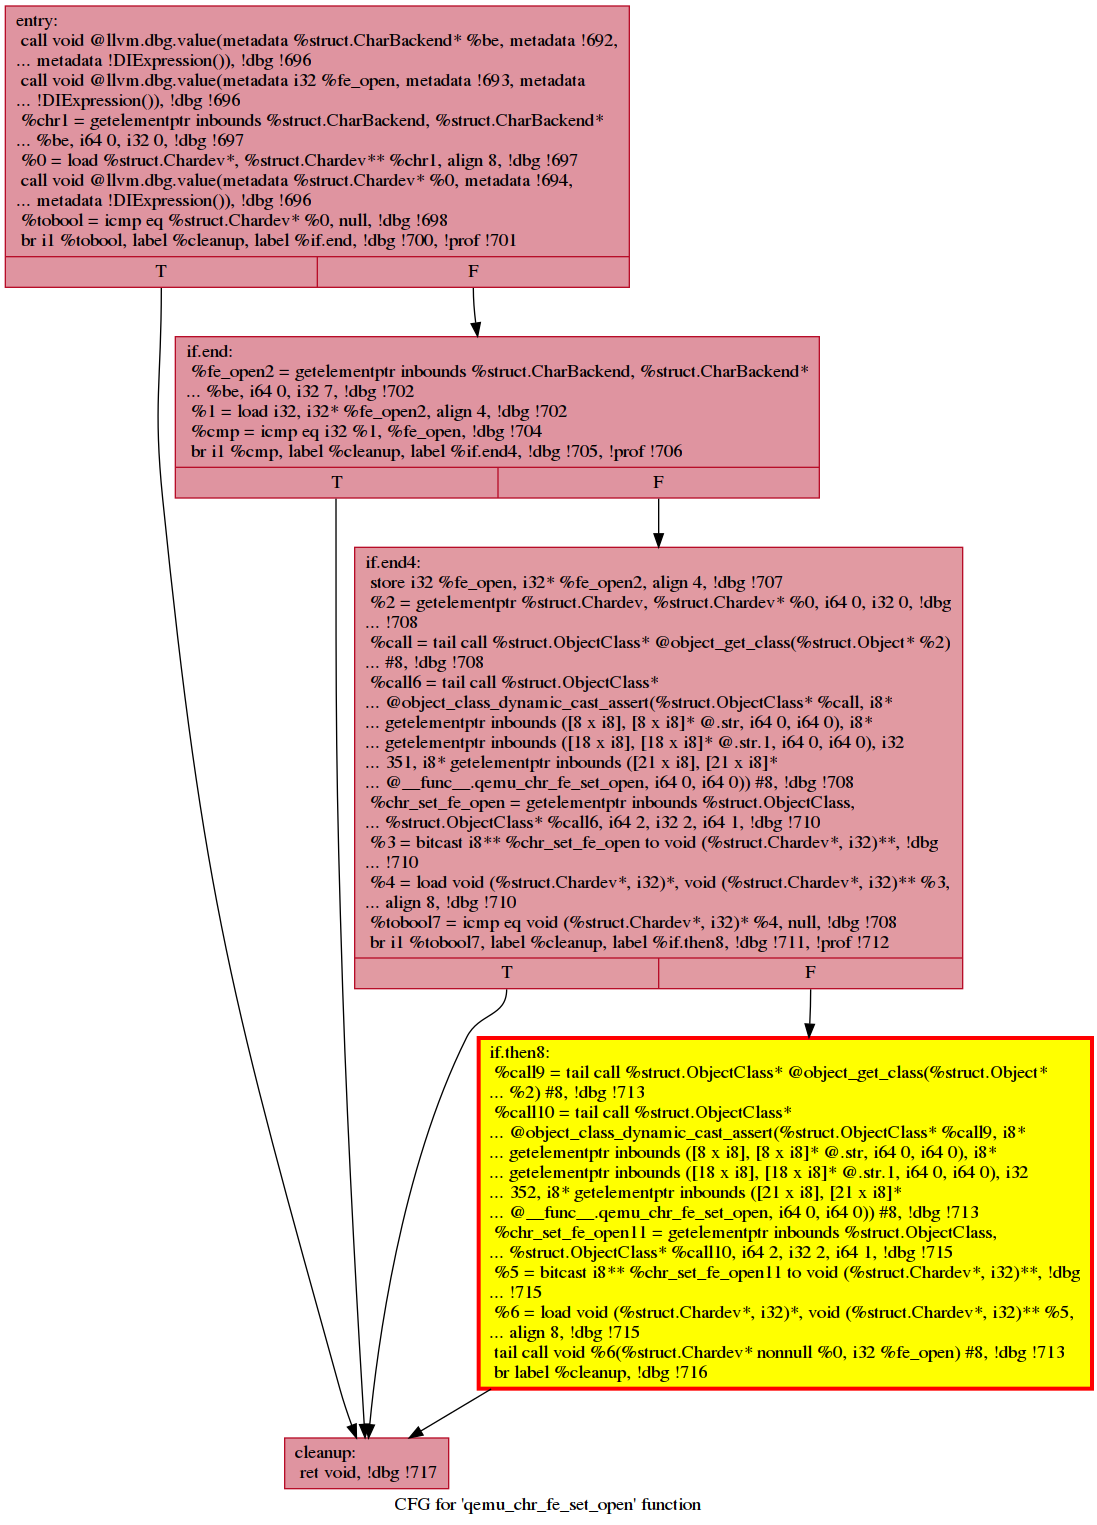 entry:
call void @llvm.dbg.value(metadata %struct.CharBackend* %be, metadata !692,
... metadata !DIExpression()), !dbg !696
call void @llvm.dbg.value(metadata i32 %fe_open, metadata !693, metadata
... !DIExpression()), !dbg !696
%chr1 = getelementptr inbounds %struct.CharBackend, %struct.CharBackend*
... %be, i64 0, i32 0, !dbg !697
%0 = load %struct.Chardev*, %struct.Chardev** %chr1, align 8, !dbg !697
call void @llvm.dbg.value(metadata %struct.Chardev* %0, metadata !694,
... metadata !DIExpression()), !dbg !696
%tobool = icmp eq %struct.Chardev* %0, null, !dbg !698
br i1 %tobool, label %cleanup, label %if.end, !dbg !700, !prof !701
T F
if.end:
%fe_open2 = getelementptr inbounds %struct.CharBackend, %struct.CharBackend*
... %be, i64 0, i32 7, !dbg !702
%1 = load i32, i32* %fe_open2, align 4, !dbg !702
%cmp = icmp eq i32 %1, %fe_open, !dbg !704
br i1 %cmp, label %cleanup, label %if.end4, !dbg !705, !prof !706
T F
if.end4:
store i32 %fe_open, i32* %fe_open2, align 4, !dbg !707
%2 = getelementptr %struct.Chardev, %struct.Chardev* %0, i64 0, i32 0, !dbg
... !708
%call = tail call %struct.ObjectClass* @object_get_class(%struct.Object* %2)
... #8, !dbg !708
%call6 = tail call %struct.ObjectClass*
... @object_class_dynamic_cast_assert(%struct.ObjectClass* %call, i8*
... getelementptr inbounds ([8 x i8], [8 x i8]* @.str, i64 0, i64 0), i8*
... getelementptr inbounds ([18 x i8], [18 x i8]* @.str.1, i64 0, i64 0), i32
... 351, i8* getelementptr inbounds ([21 x i8], [21 x i8]*
... @__func__.qemu_chr_fe_set_open, i64 0, i64 0)) #8, !dbg !708
%chr_set_fe_open = getelementptr inbounds %struct.ObjectClass,
... %struct.ObjectClass* %call6, i64 2, i32 2, i64 1, !dbg !710
%3 = bitcast i8** %chr_set_fe_open to void (%struct.Chardev*, i32)**, !dbg
... !710
%4 = load void (%struct.Chardev*, i32)*, void (%struct.Chardev*, i32)** %3,
... align 8, !dbg !710
%tobool7 = icmp eq void (%struct.Chardev*, i32)* %4, null, !dbg !708
br i1 %tobool7, label %cleanup, label %if.then8, !dbg !711, !prof !712
T F
if.then8:
%call9 = tail call %struct.ObjectClass* @object_get_class(%struct.Object*
... %2) #8, !dbg !713
%call10 = tail call %struct.ObjectClass*
... @object_class_dynamic_cast_assert(%struct.ObjectClass* %call9, i8*
... getelementptr inbounds ([8 x i8], [8 x i8]* @.str, i64 0, i64 0), i8*
... getelementptr inbounds ([18 x i8], [18 x i8]* @.str.1, i64 0, i64 0), i32
... 352, i8* getelementptr inbounds ([21 x i8], [21 x i8]*
... @__func__.qemu_chr_fe_set_open, i64 0, i64 0)) #8, !dbg !713
%chr_set_fe_open11 = getelementptr inbounds %struct.ObjectClass,
... %struct.ObjectClass* %call10, i64 2, i32 2, i64 1, !dbg !715
%5 = bitcast i8** %chr_set_fe_open11 to void (%struct.Chardev*, i32)**, !dbg
... !715
%6 = load void (%struct.Chardev*, i32)*, void (%struct.Chardev*, i32)** %5,
... align 8, !dbg !715
tail call void %6(%struct.Chardev* nonnull %0, i32 %fe_open) #8, !dbg !713
br label %cleanup, !dbg !716
cleanup:
ret void, !dbg !717
CFG for 'qemu_chr_fe_set_open' function